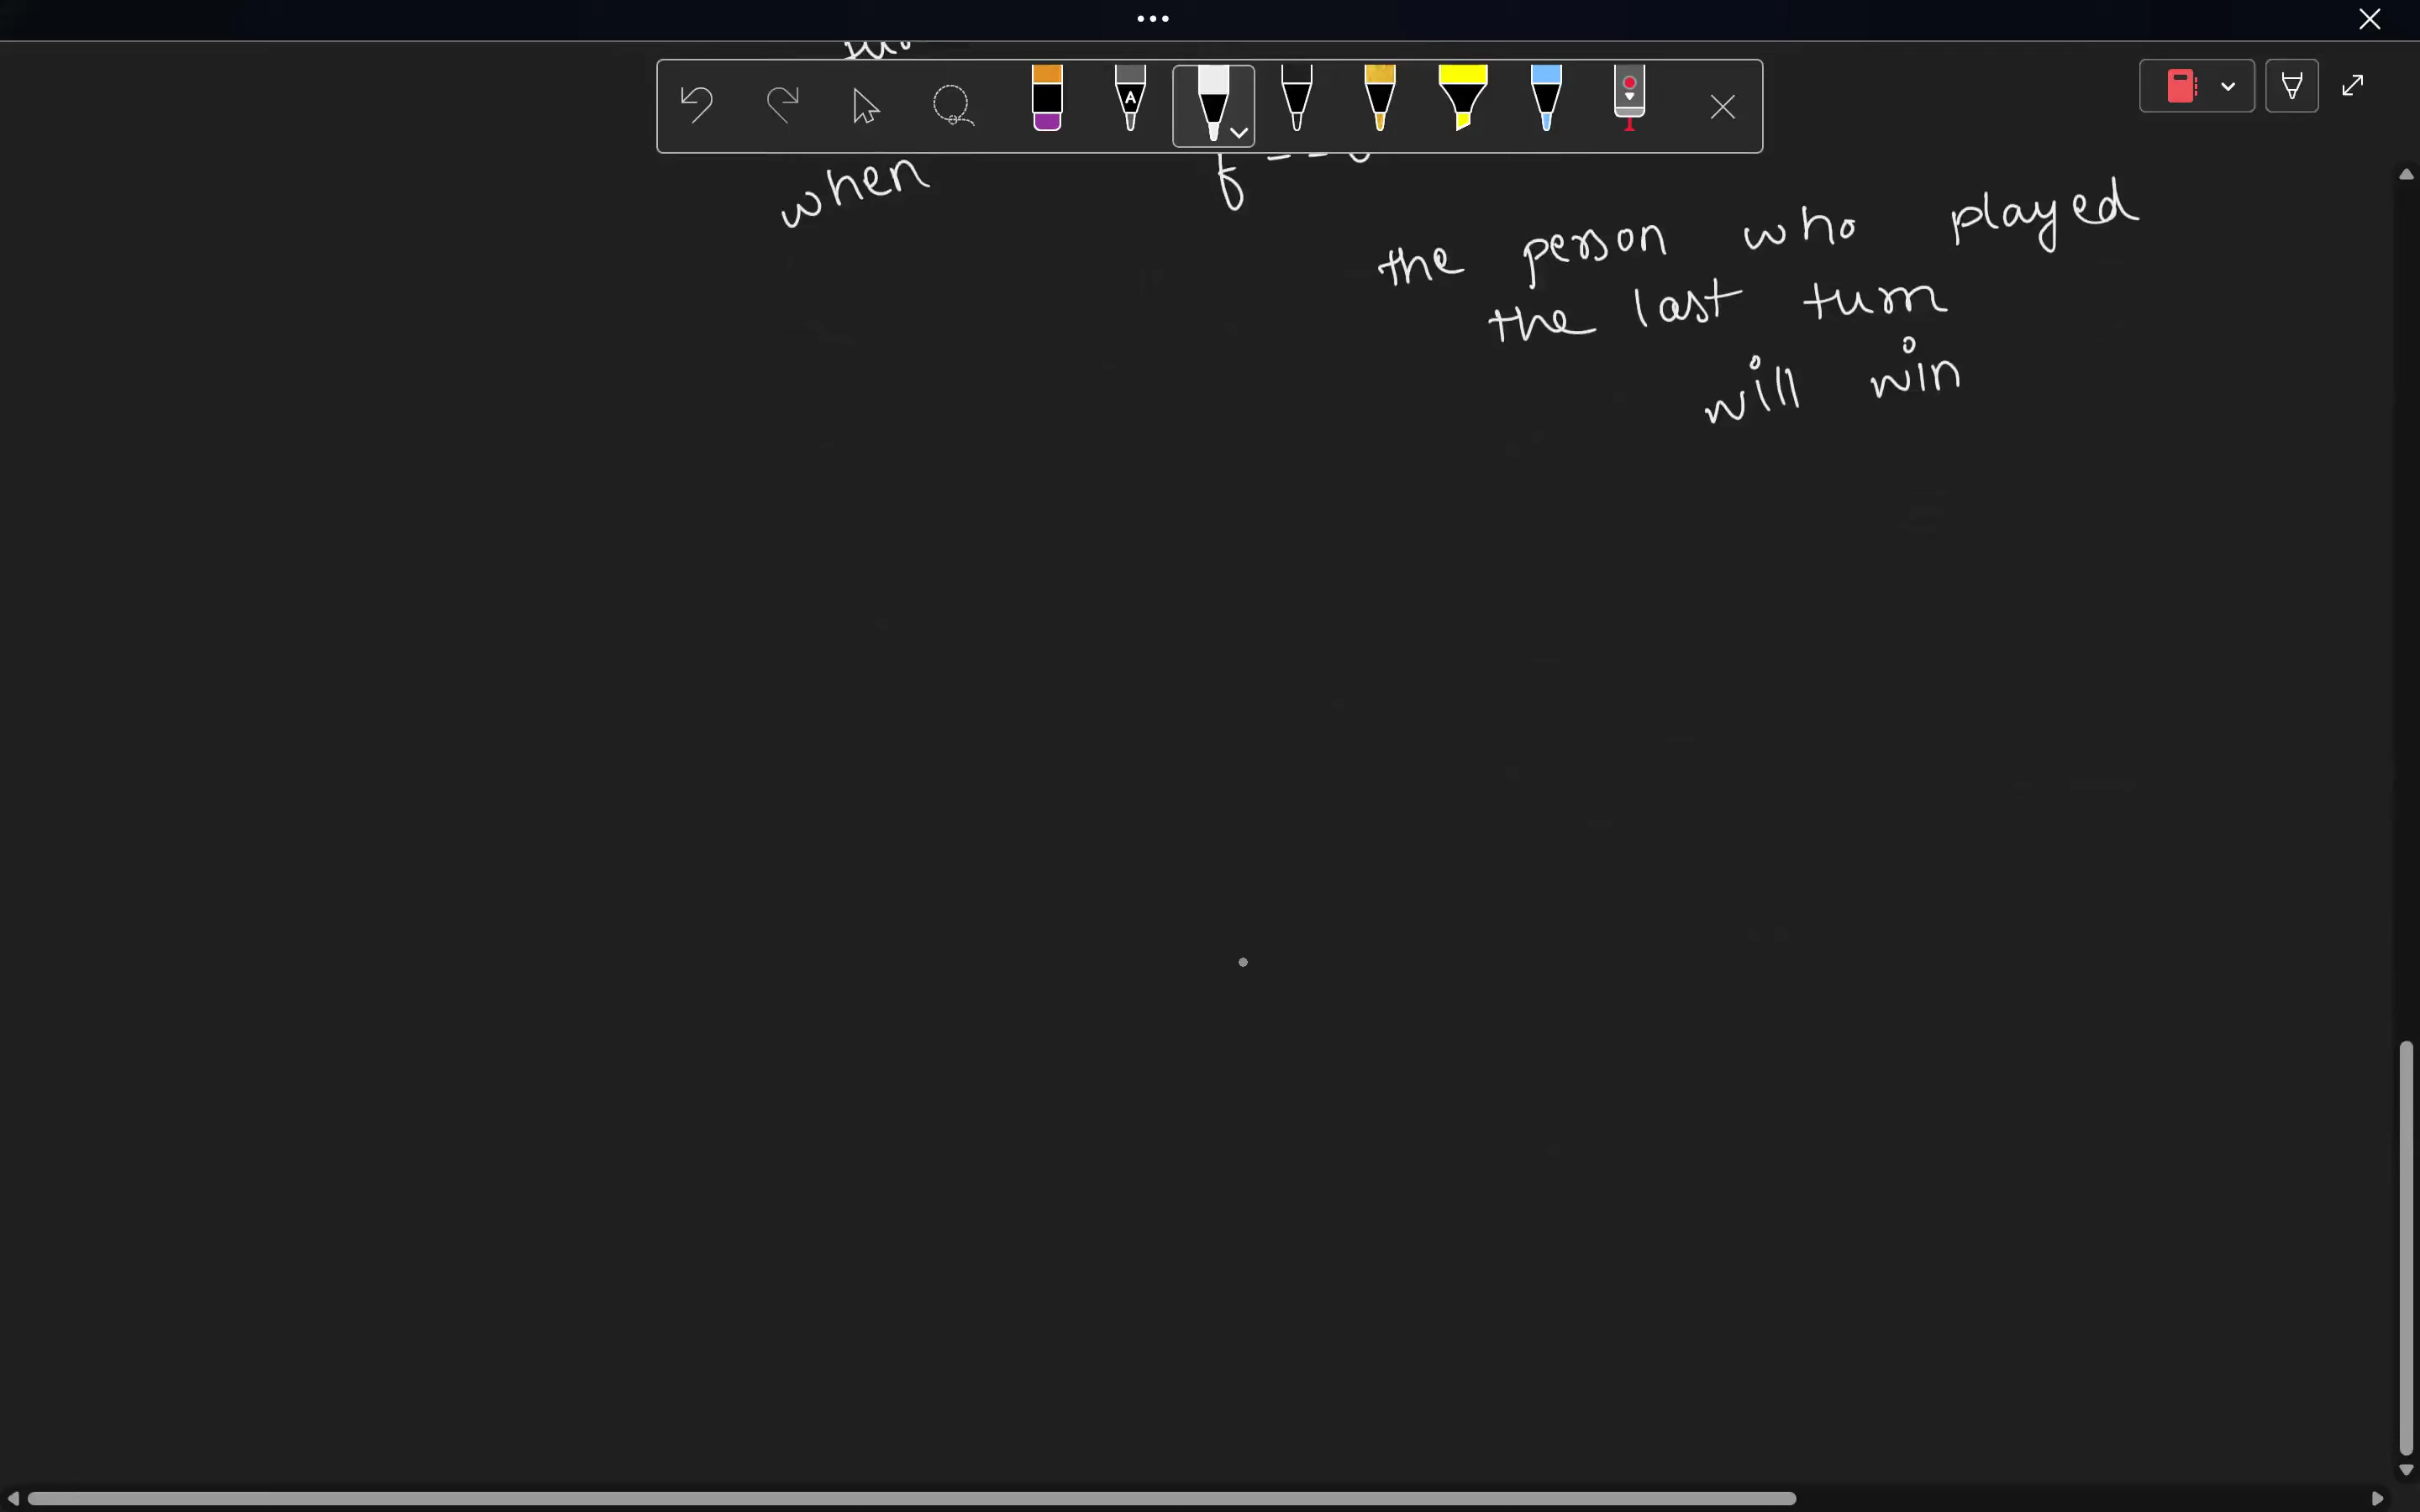 when
the person who played
the last turn
will win